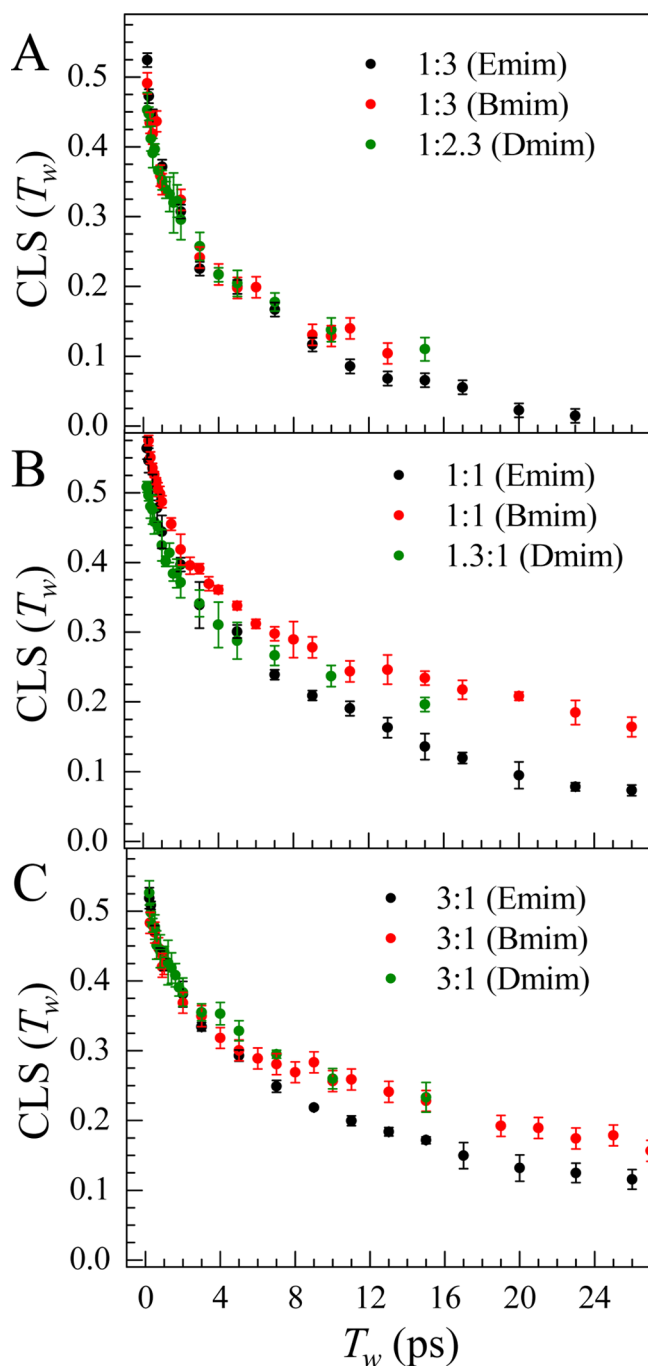 A
0.5
0.4
0.3
0.2
0.1
0.0
CLS (Tw)
1:3 (Emim)
1:3 (Bmim)
1:2.3 (Dmim)
B
0.5
0.4
0.3
0.2
0.1
0.0
CLS (Tw)
1:1 (Emim)
1:1 (Bmim)
1.3:1 (Dmim)
C
0.5
0.4
0.3
0.2
0.1
0.0
CLS (Tw)
3:1 (Emim)
3:1 (Bmim)
3:1 (Dmim)
0 4 8 12 16 20 24
Tw (ps)